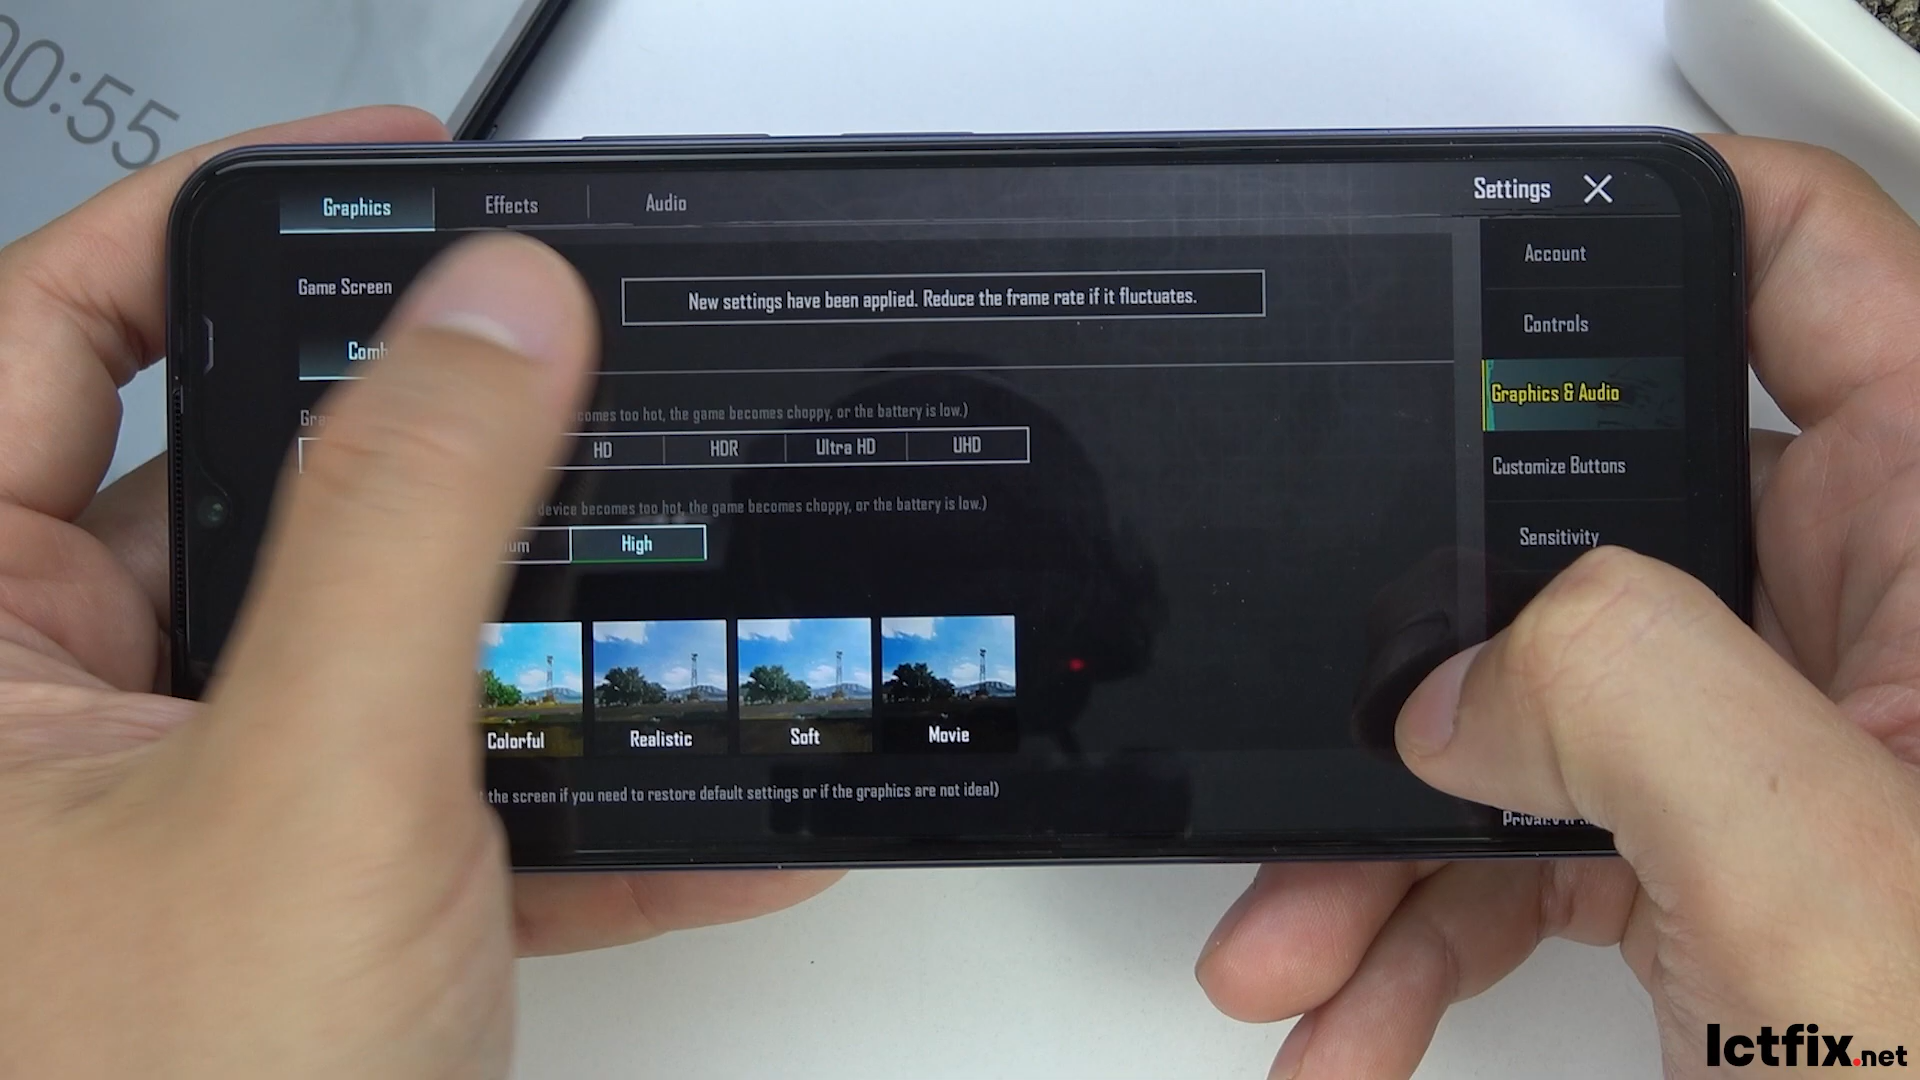 00:55
Graphics Effects Audio Settings
Account
Game Screen
New settings have been applied. Reduce the frame rate if it fluctuates.
Controls
Graphics & Audio
too hot, the game becomes choppy, or the battery is low.)
HD HDR Ultra HD UHD
Customize Buttons
device becomes too hot, the game becomes choppy, or the battery is low.)
High
Sensitivity
Colorful Realistic Soft Movie
the screen if you need to restore default settings or if the graphics are not ideal)
Ictfix.net